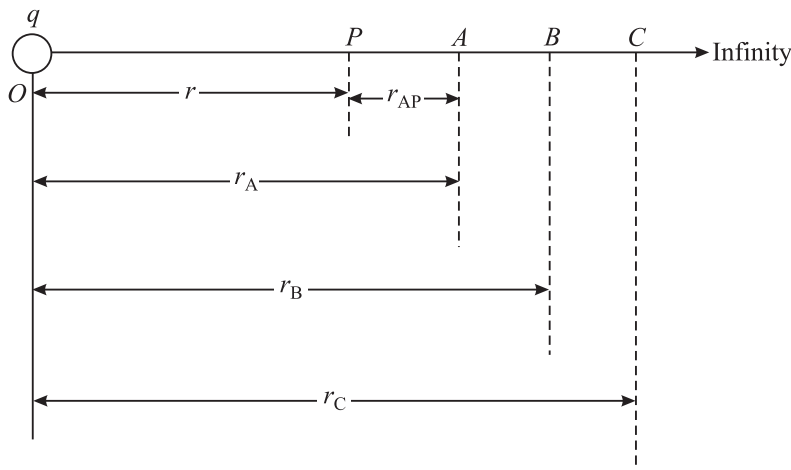 q
P A B C
Infinity
O
r
r_AP
r_A
r_B
r_C